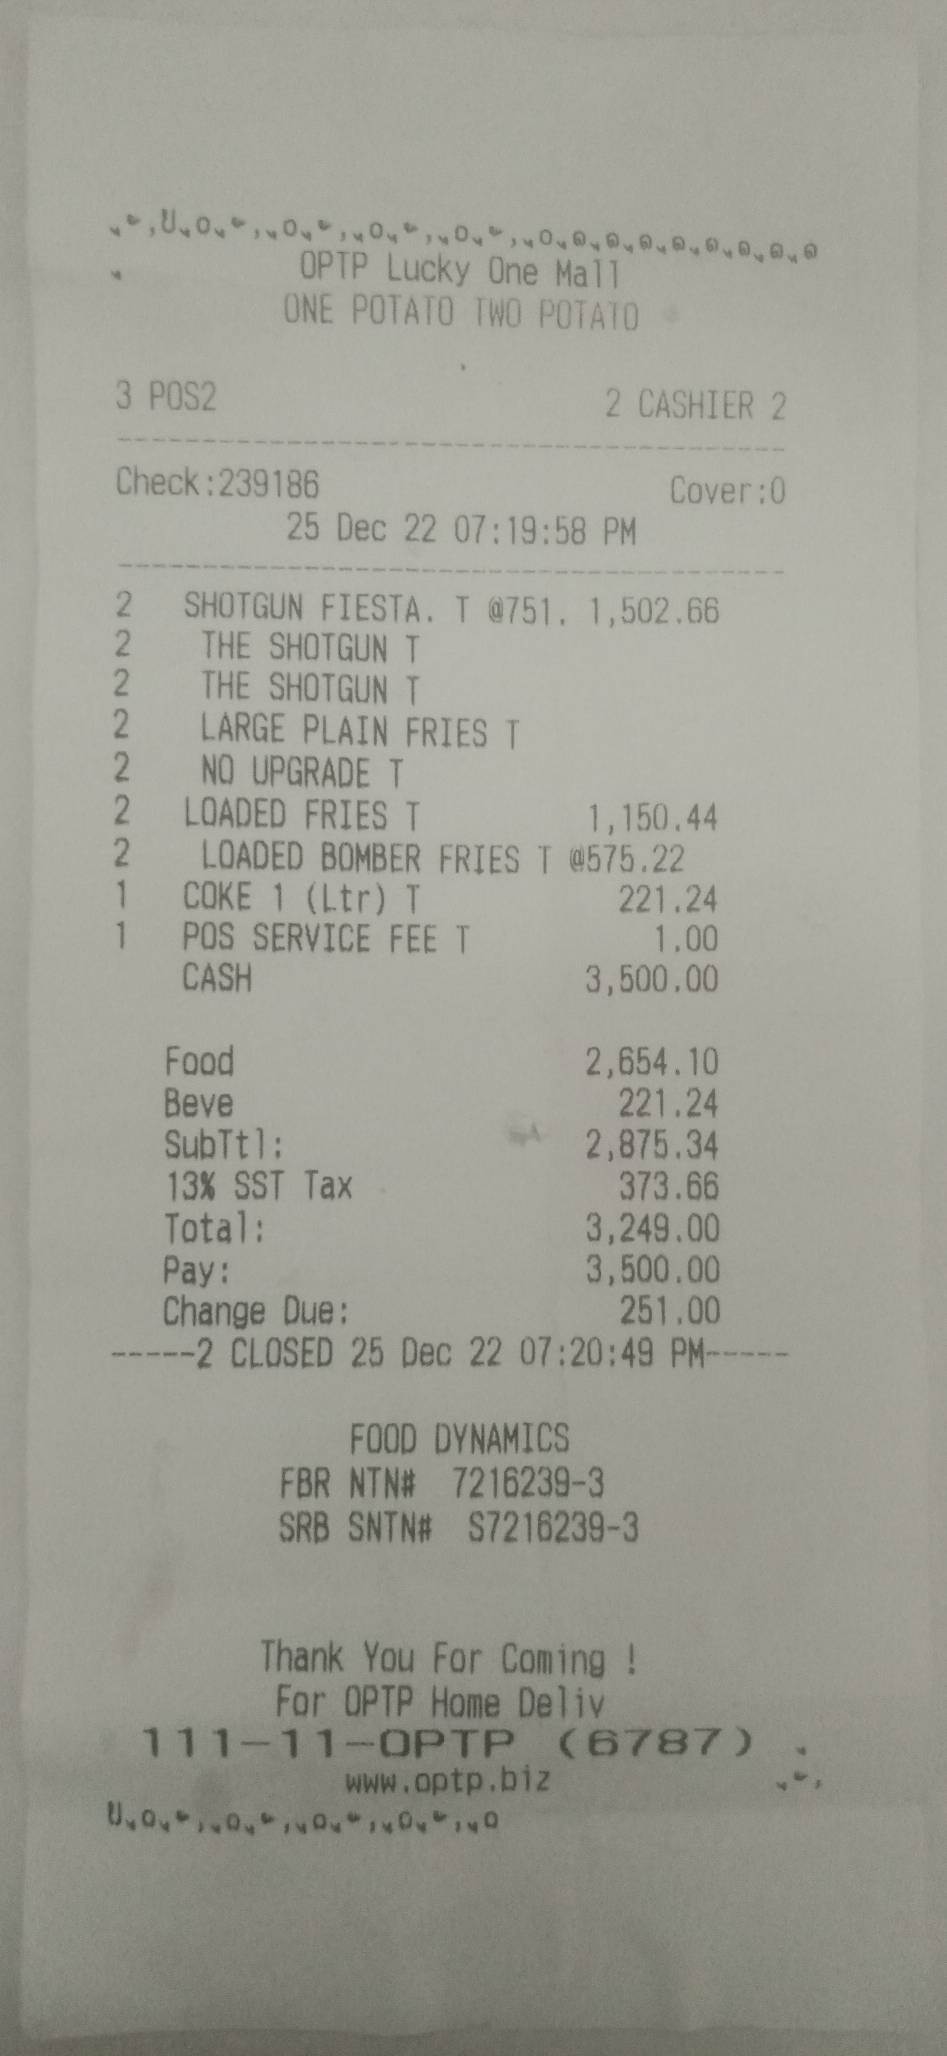 OPTP Lucky One Mall
ONE POTATO TWO POTATO
3 POS2 2 CASHIER 2
Check:239186 Cover:0
25 Dec 22 07:19:58 PM
2 SHOTGUN FIESTA. T @751. 1,502.66
2 THE SHOTGUN T
2 THE SHOTGUN T
2 LARGE PLAIN FRIES T
2 NO UPGRADE T
2 LOADED FRIES T 1,150.44
2 LOADED BOMBER FRIES T @575.22
1 COKE 1 (Ltr) T 221.24
1 POS SERVICE FEE T 1.00
CASH 3,500.00
Food 2,654.10
Beve 221.24
SubTtl: 2,875.34
13% SST Tax 373.66
Total: 3,249.00
Pay: 3,500.00
Change Due: 251.00
-----2 CLOSED 25 Dec 22 07:20:49 PM-----
FOOD DYNAMICS
FBR NTN# 7216239-3
SRB SNTN# S7216239-3
Thank You For Coming !
For OPTP Home Deliv
111-11-OPTP (6787)
www.optp.biz